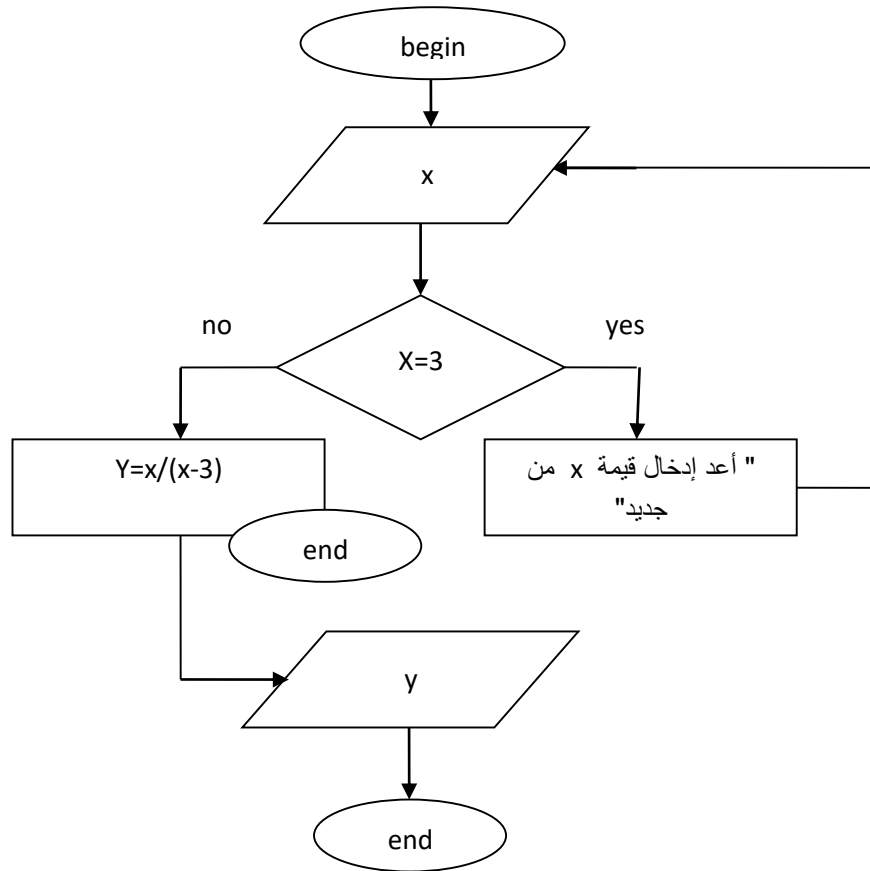 begin
x
no
yes
X=3
Y=x/(x-3)
" أعد إدخال قيمة x من
جديد"
end
y
end